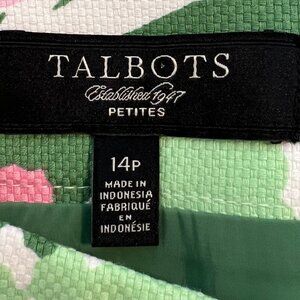 TALBOTS
Established 1947
PETITES
14P
MADE IN
INDONESIA
FABRIQUÉ
EN
INDONÉSIE